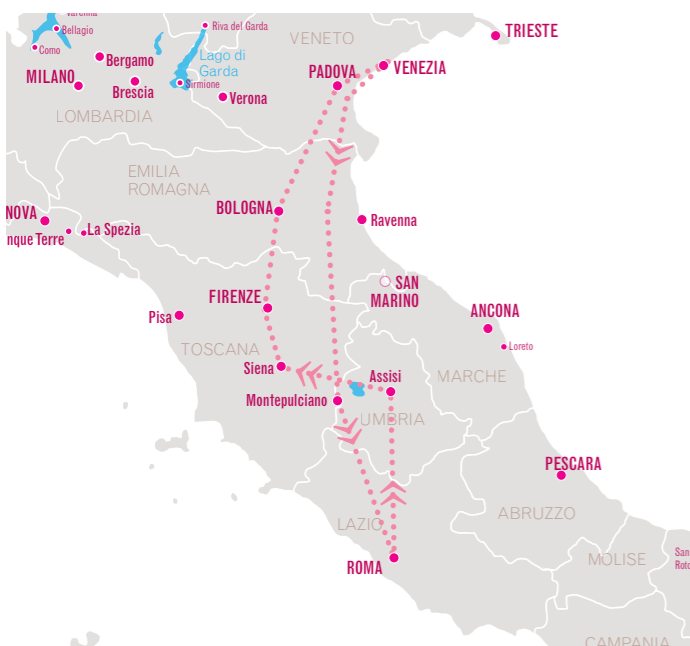 Varenna
Bellagio
Riva del Garda
TRIESTE
VENETO
Como
Bergamo
Lago di
Garda
PADOVA
VENEZIA
MILANO
Brescia
Sirmione
Verona
LOMBARDIA
EMILIA
ROMAGNA
BOLOGNA
NOVA
Ravenna
La Spezia
nque Terre
SAN
MARINO
FIRENZE
ANCONA
Pisa
Loreto
TOSCANA
Siena
Assisi
MARCHE
Montepulciano
UMBRIA
PESCARA
ABRUZZO
LAZIO
San
Roto
MOLISE
ROMA
CAMPANIA